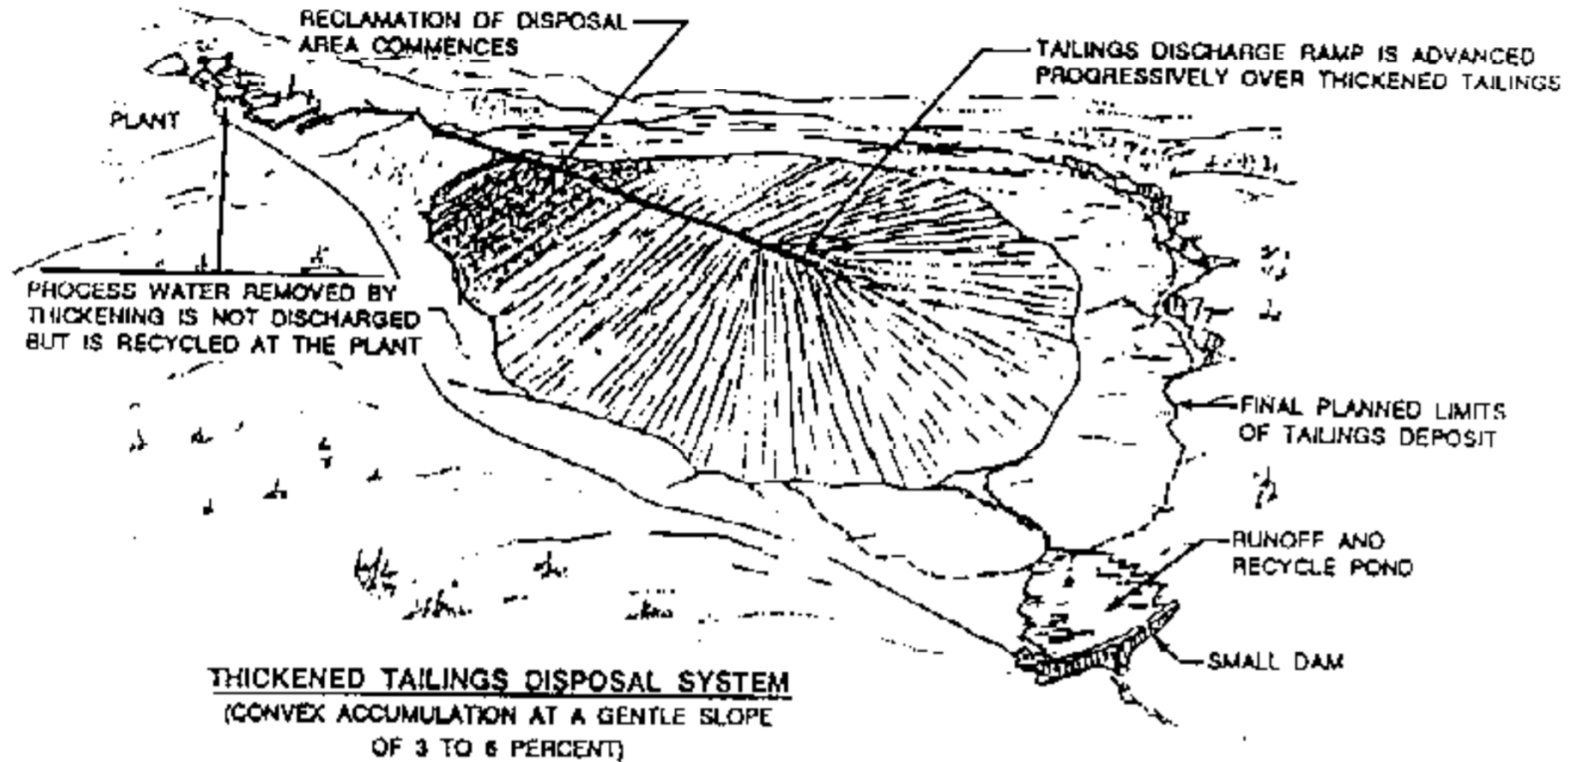 RECLAMATION OF DISPOSAL
AREA COMMENCES
TAILINGS DISCHARGE RAMP IS ADVANCED
PROGRESSIVELY OVER THICKENED TAILINGS
PLANT
PROCESS WATER REMOVED BY
THICKENING IS NOT DISCHARGED
BUT IS RECYCLED AT THE PLANT
FINAL PLANNED LIMITS
OF TAILINGS DEPOSIT
RUNOFF AND
RECYCLE POND
SMALL DAM
THICKENED TAILINGS DISPOSAL SYSTEM
(CONVEX ACCUMULATION AT A GENTLE SLOPE
OF 3 TO 6 PERCENT)